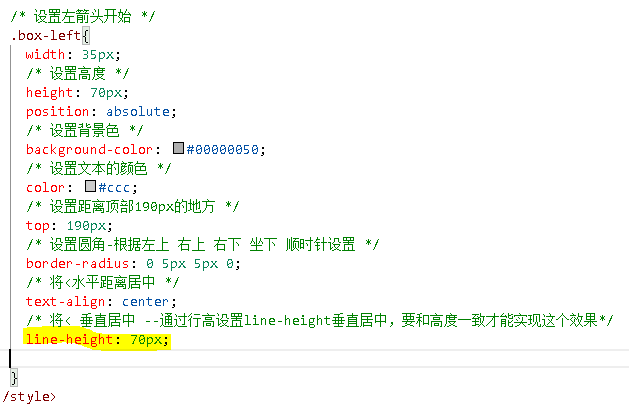 /* 设置左箭头开始 */
.box-left{
width: 35px;
/* 设置高度 */
height: 70px;
position: absolute;
/* 设置背景色 */
background-color: #00000050;
/* 设置文本的颜色 */
color: #ccc;
/* 设置距离顶部190px的地方 */
top: 190px;
/* 设置圆角-根据左上 右上 右下 坐下 顺时针设置 */
border-radius: 0 5px 5px 0;
/* 将<水平距离居中 */
text-align: center;
/* 将< 垂直居中 --通过行高设置line-height垂直居中，要和高度一致才能实现这个效果*/
line-height: 70px;
}
/style>